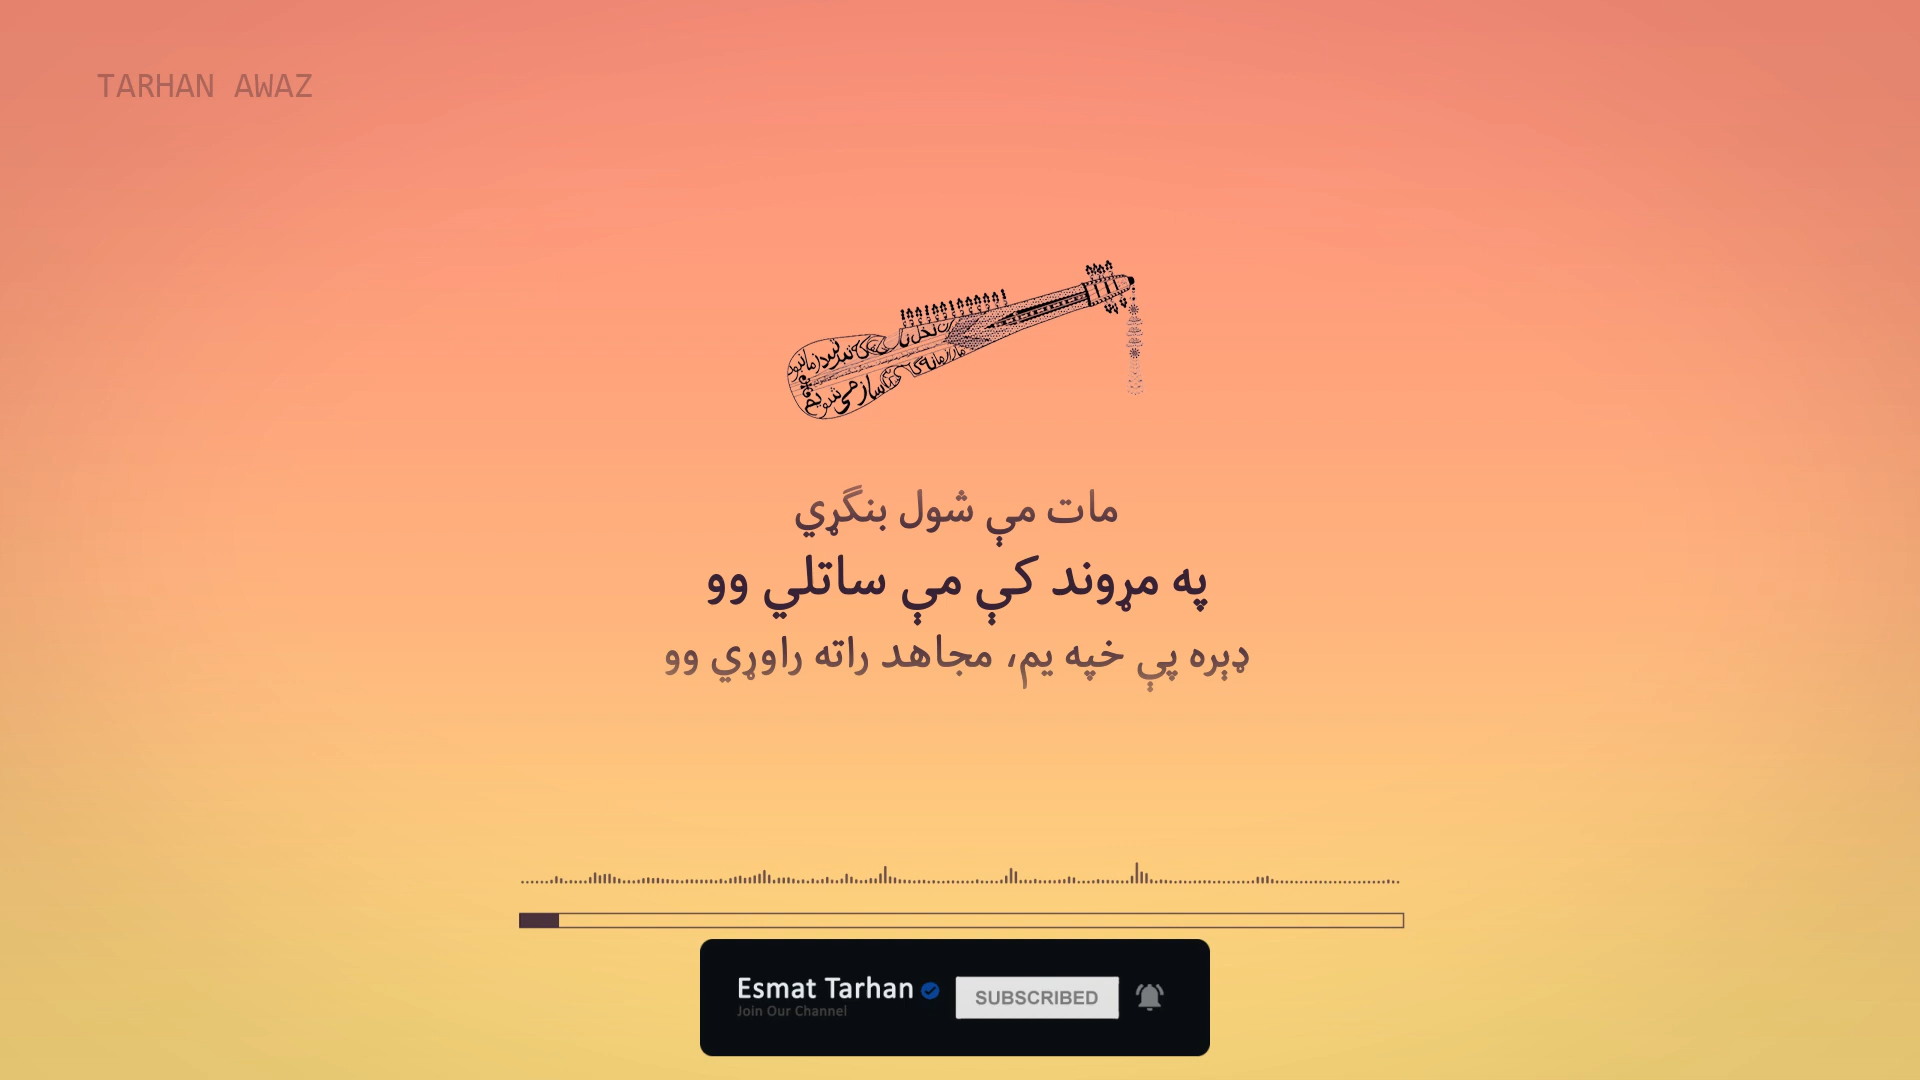 TARHAN AWAZ
مات مې شول بنګړي
په مړوند کې مې ساتلي وو
ډېره پې خپه يم، مجاهد راته راوړي وو
Esmat Tarhan
Join Our Channel
SUBSCRIBED